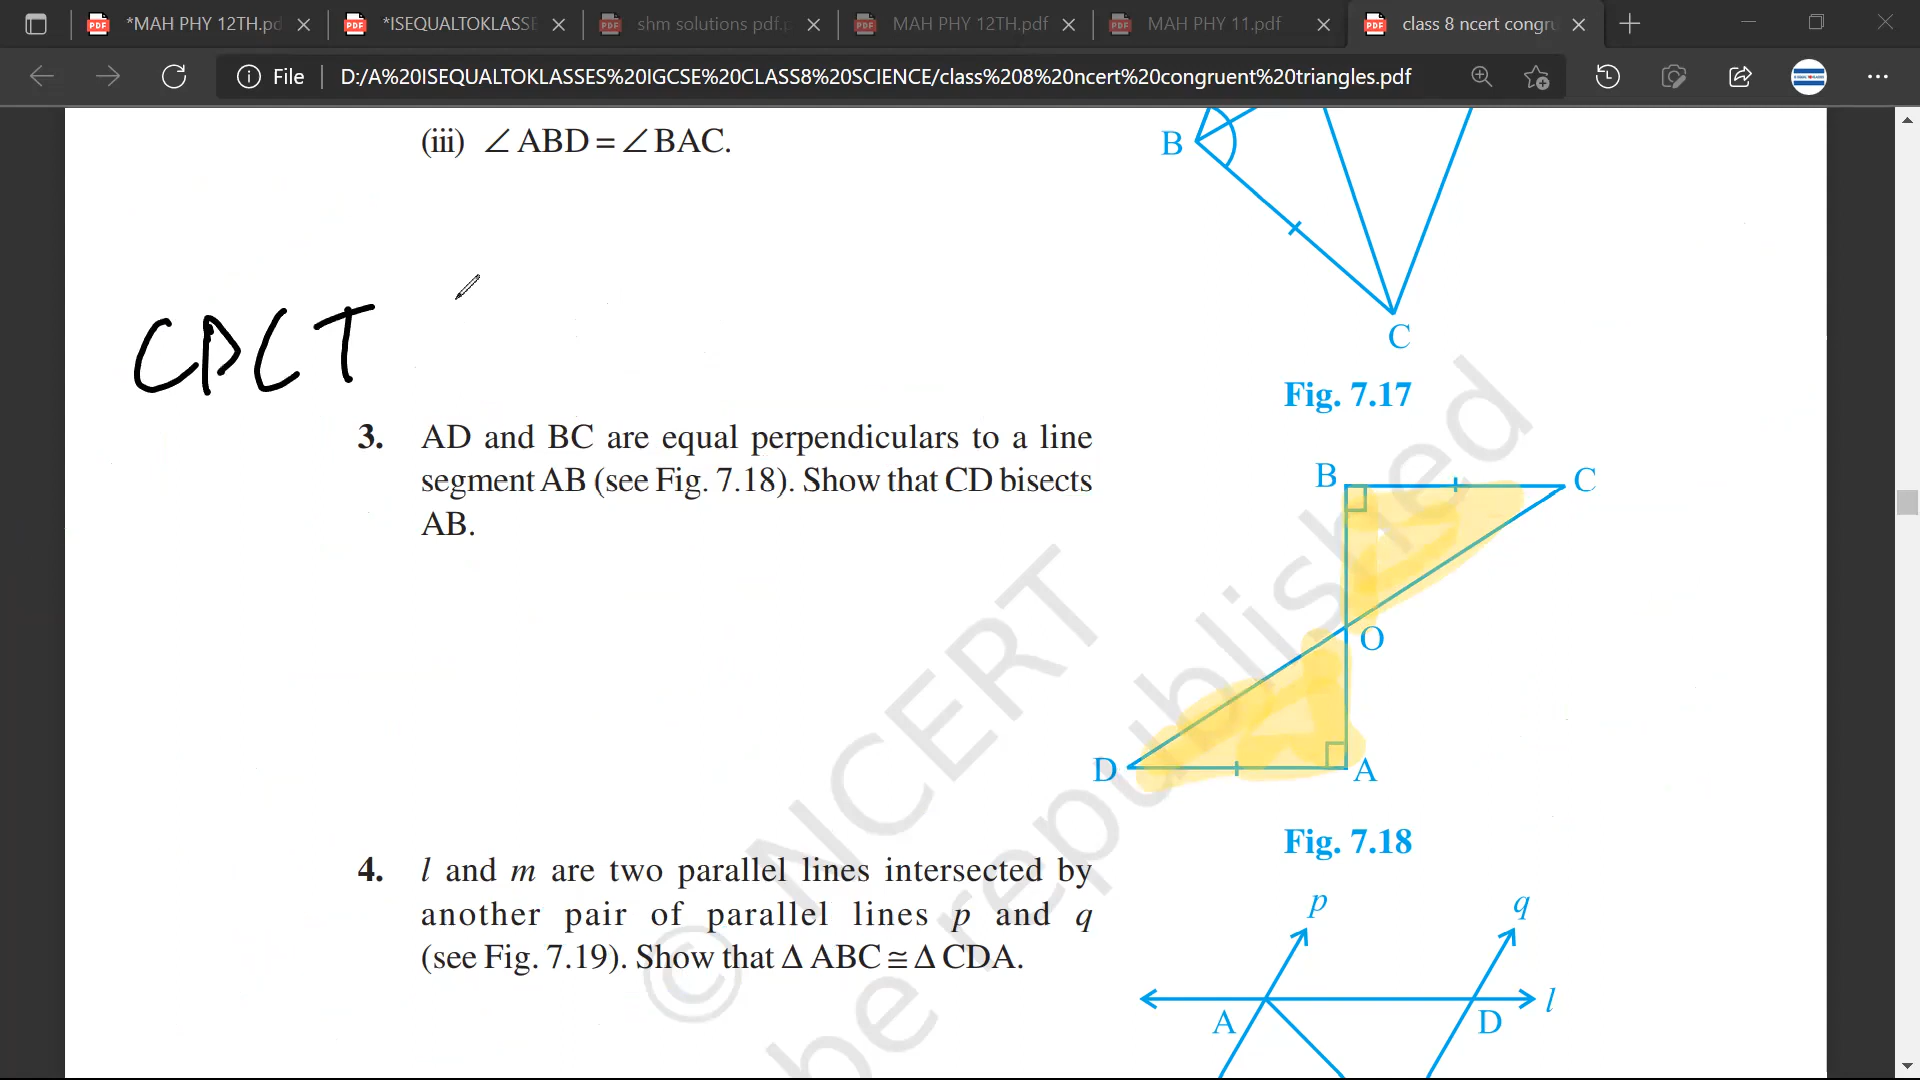 *MAH PHY 12TH.pd
*ISEQUALTOKLASSE
shm solutions pdf.p
MAH PHY 12TH.pdf
MAH PHY 11.pdf
class 8 ncert congru
File
D:/A%20ISEQUALTOKLASSES%20IGCSE%20CLASS8%20SCIENCE/class%208%20ncert%20congruent%20triangles.pdf
(iii) ∠ ABD = ∠ BAC.
B
C
Fig. 7.17
CPCT
3. AD and BC are equal perpendiculars to a line
segment AB (see Fig. 7.18). Show that CD bisects
AB.
B
C
O
D
A
Fig. 7.18
4. l and m are two parallel lines intersected by
another pair of parallel lines p and q
(see Fig. 7.19). Show that Δ ABC ≅ Δ CDA.
p
q
l
A
D
© NCERT
be republished